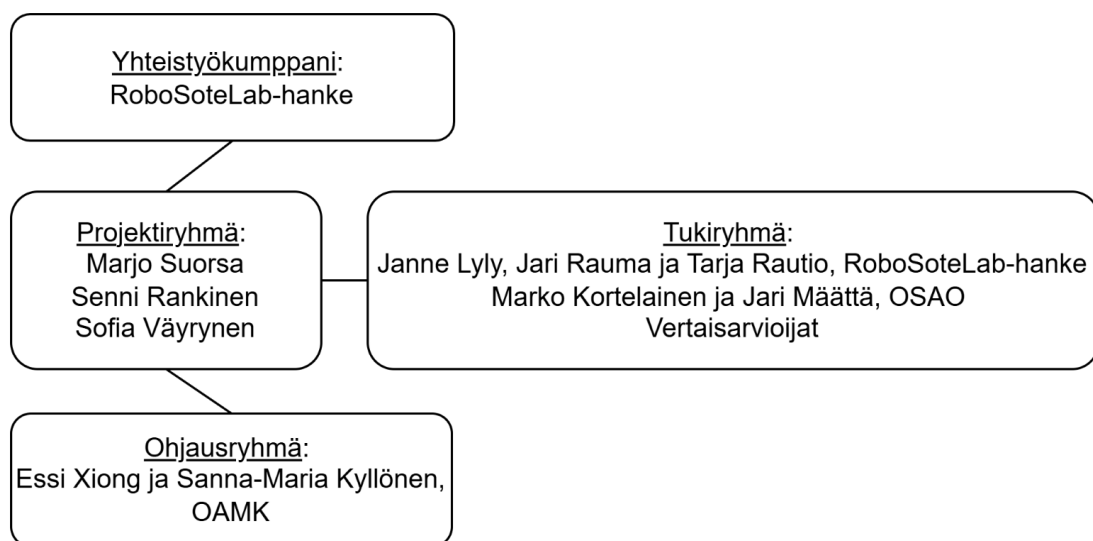 Yhteistyökumppani:
RoboSoteLab-hanke
Projektiryhmä:
Marjo Suorsa
Senni Rankinen
Sofia Väyrynen
Tukiryhmä:
Janne Lyly, Jari Rauma ja Tarja Rautio, RoboSoteLab-hanke
Marko Kortelainen ja Jari Määttä, OSAO
Vertaisarvioijat
Ohjausryhmä:
Essi Xiong ja Sanna-Maria Kyllönen,
OAMK